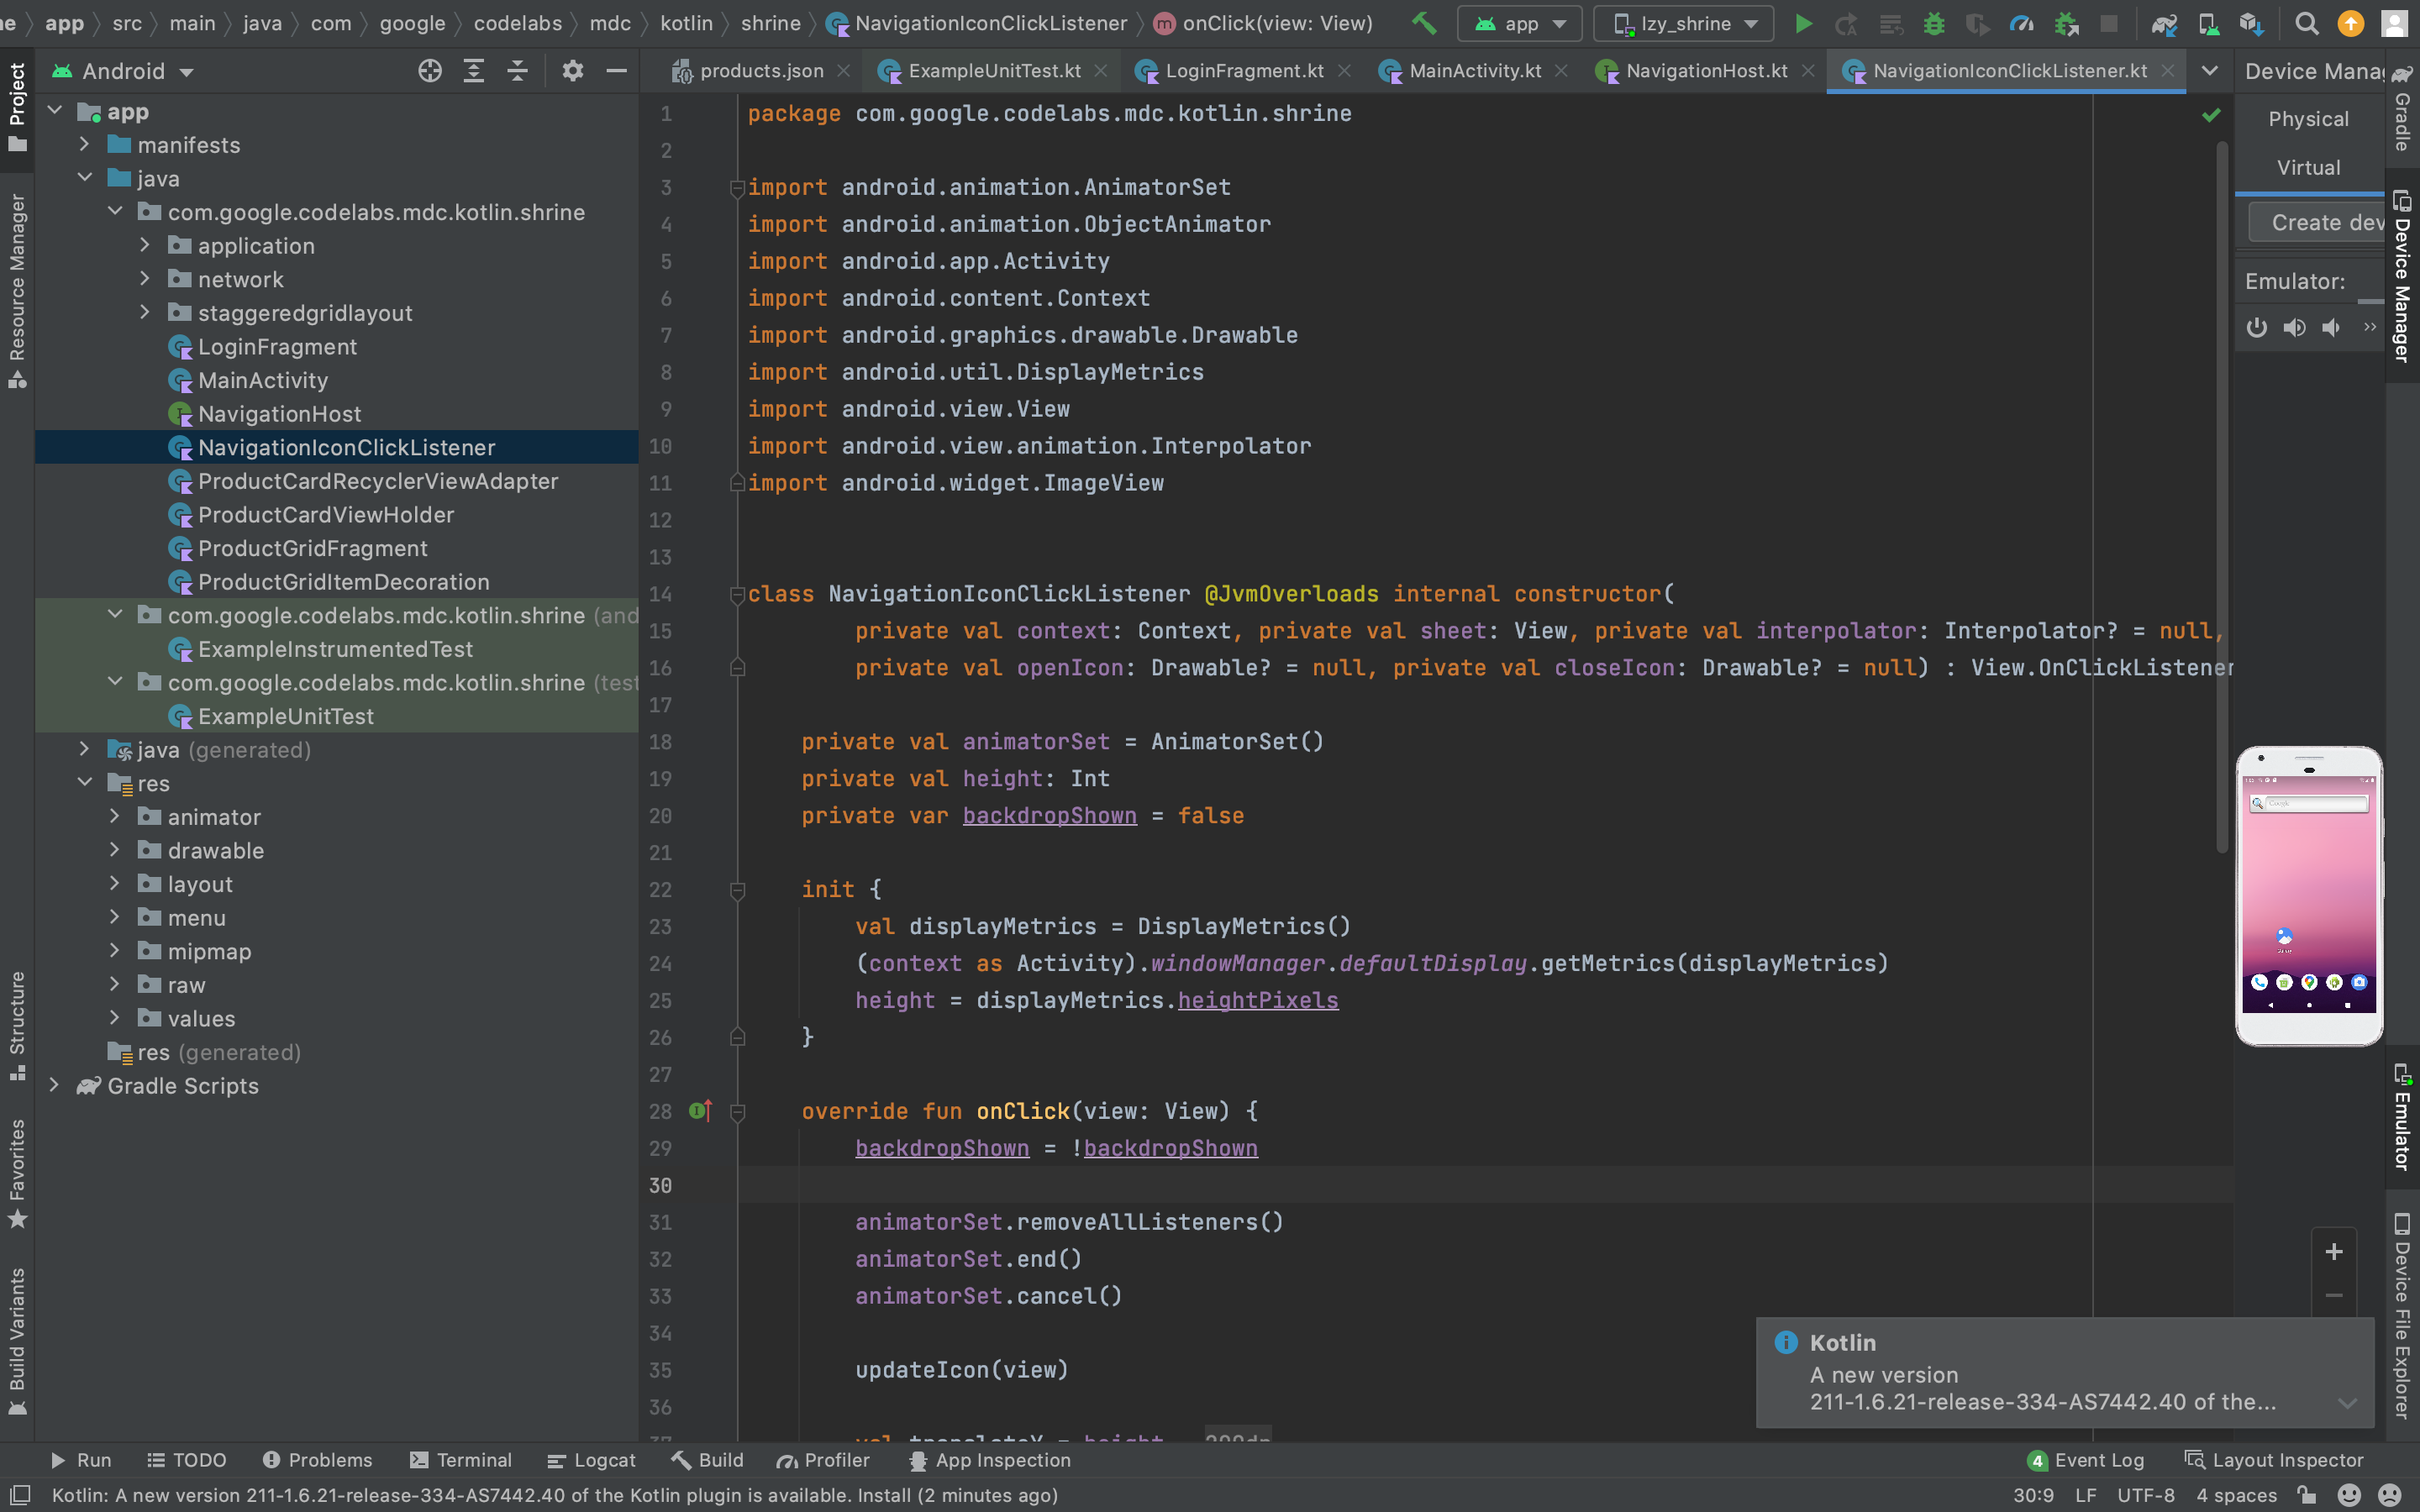 ne app src main java com google codelabs mdc kotlin shrine NavigationIconClickListener onClick(view: View) app lzy_shrine
Project
Resource Manager
Structure
Favorites
Build Variants
Android
app
manifests
java
com.google.codelabs.mdc.kotlin.shrine
application
network
staggeredgridlayout
LoginFragment
MainActivity
NavigationHost
NavigationIconClickListener
ProductCardRecyclerViewAdapter
ProductCardViewHolder
ProductGridFragment
ProductGridItemDecoration
com.google.codelabs.mdc.kotlin.shrine (and
ExampleInstrumentedTest
com.google.codelabs.mdc.kotlin.shrine (test
ExampleUnitTest
java (generated)
res
animator
drawable
layout
menu
mipmap
raw
values
res (generated)
Gradle Scripts
products.json ExampleUnitTest.kt LoginFragment.kt MainActivity.kt NavigationHost.kt NavigationIconClickListener.kt
1 package com.google.codelabs.mdc.kotlin.shrine
2
3 import android.animation.AnimatorSet
4 import android.animation.ObjectAnimator
5 import android.app.Activity
6 import android.content.Context
7 import android.graphics.drawable.Drawable
8 import android.util.DisplayMetrics
9 import android.view.View
10 import android.view.animation.Interpolator
11 import android.widget.ImageView
12
13
14 class NavigationIconClickListener @JvmOverloads internal constructor(
15 private val context: Context, private val sheet: View, private val interpolator: Interpolator? = null,
16 private val openIcon: Drawable? = null, private val closeIcon: Drawable? = null) : View.OnClickListener
17
18 private val animatorSet = AnimatorSet()
19 private val height: Int
20 private var backdropShown = false
21
22 init {
23 val displayMetrics = DisplayMetrics()
24 (context as Activity).windowManager.defaultDisplay.getMetrics(displayMetrics)
25 height = displayMetrics.heightPixels
26 }
27
28 override fun onClick(view: View) {
29 backdropShown = !backdropShown
30
31 animatorSet.removeAllListeners()
32 animatorSet.end()
33 animatorSet.cancel()
34
35 updateIcon(view)
36
37 val translateY = height
Device Manag
Physical
Virtual
Create dev
Emulator:
Gradle
Device Manager
Emulator
Device File Explorer
Kotlin
A new version
211-1.6.21-release-334-AS7442.40 of the...
Run TODO Problems Terminal Logcat Build Profiler App Inspection 4 Event Log Layout Inspector
Kotlin: A new version 211-1.6.21-release-334-AS7442.40 of the Kotlin plugin is available. Install (2 minutes ago) 30:9 LF UTF-8 4 spaces